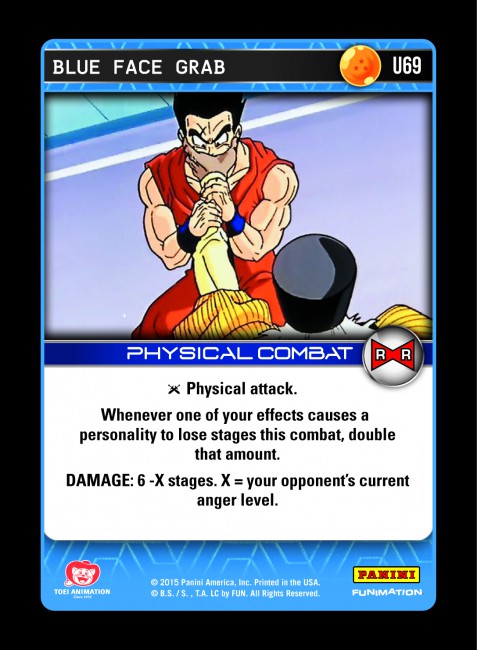 BLUE FACE GRAB
U69
PHYSICAL COMBAT
R R
Physical attack.
Whenever one of your effects causes a
personality to lose stages this combat, double
that amount.
DAMAGE: 6 -X stages. X = your opponent's current
anger level.
TOEI ANIMATION
© 2015 Panini America, Inc. Printed in the USA.
© B.S. / S. , T.A. LC by FUN. All Rights Reserved.
PANINI
FUNIMATION